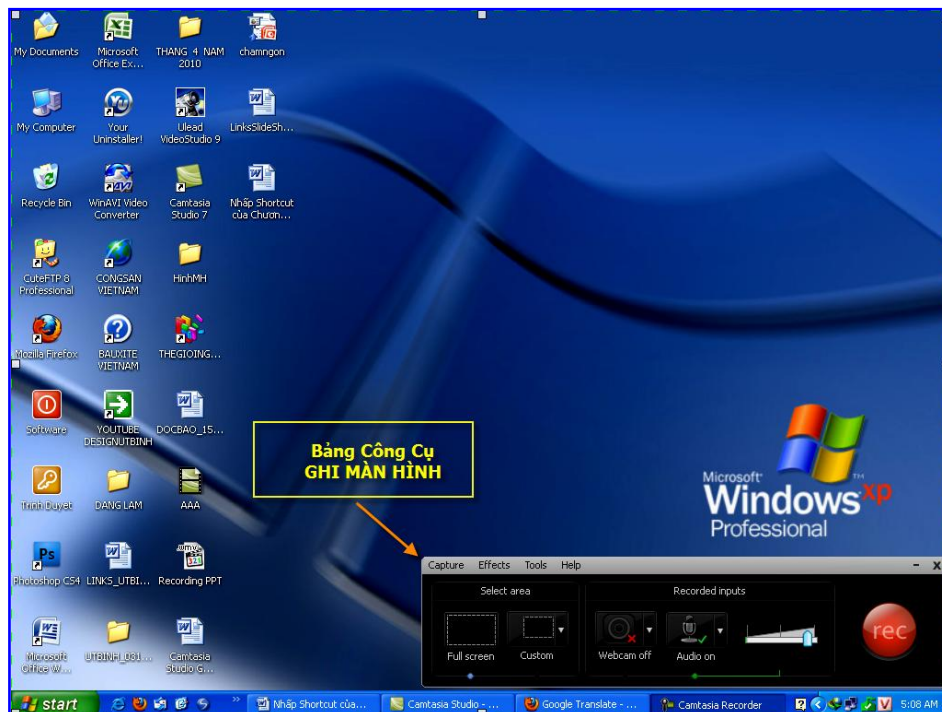 My Documents
Microsoft
Office Ex...
THANG 4 NAM
2010
chamngon
My Computer
Your
Uninstaller!
Ulead
VideoStudio 9
LinksSlideSh...
Recycle Bin
WinAVI Video
Converter
Camtasia
Studio 7
Nhấp Shortcut
của Chươn...
CuteFTP 8
Professional
CONGSAN
VIETNAM
HinhMH
Mozilla Firefox
BAUXITE
VIETNAM
THEGIOING...
Software
YOUTUBE
DESIGNUTBINH
DOCBAO_15...
Bảng Công Cụ
GHI MÀN HÌNH
Trinh Duyet
DANG LAM
AAA
Microsoft
Windows xp
Professional
Photoshop CS4
LINKS_UTBI...
Recording PPT
Capture Effects Tools Help
Select area
Recorded inputs
Full screen
Custom
Webcam off
Audio on
rec
Microsoft
Office W...
UTBINH_081...
Camtasia
Studio G...
start
Nhấp Shortcut của...
Camtasia Studio - ...
Google Translate - ...
Camtasia Recorder
5:08 AM